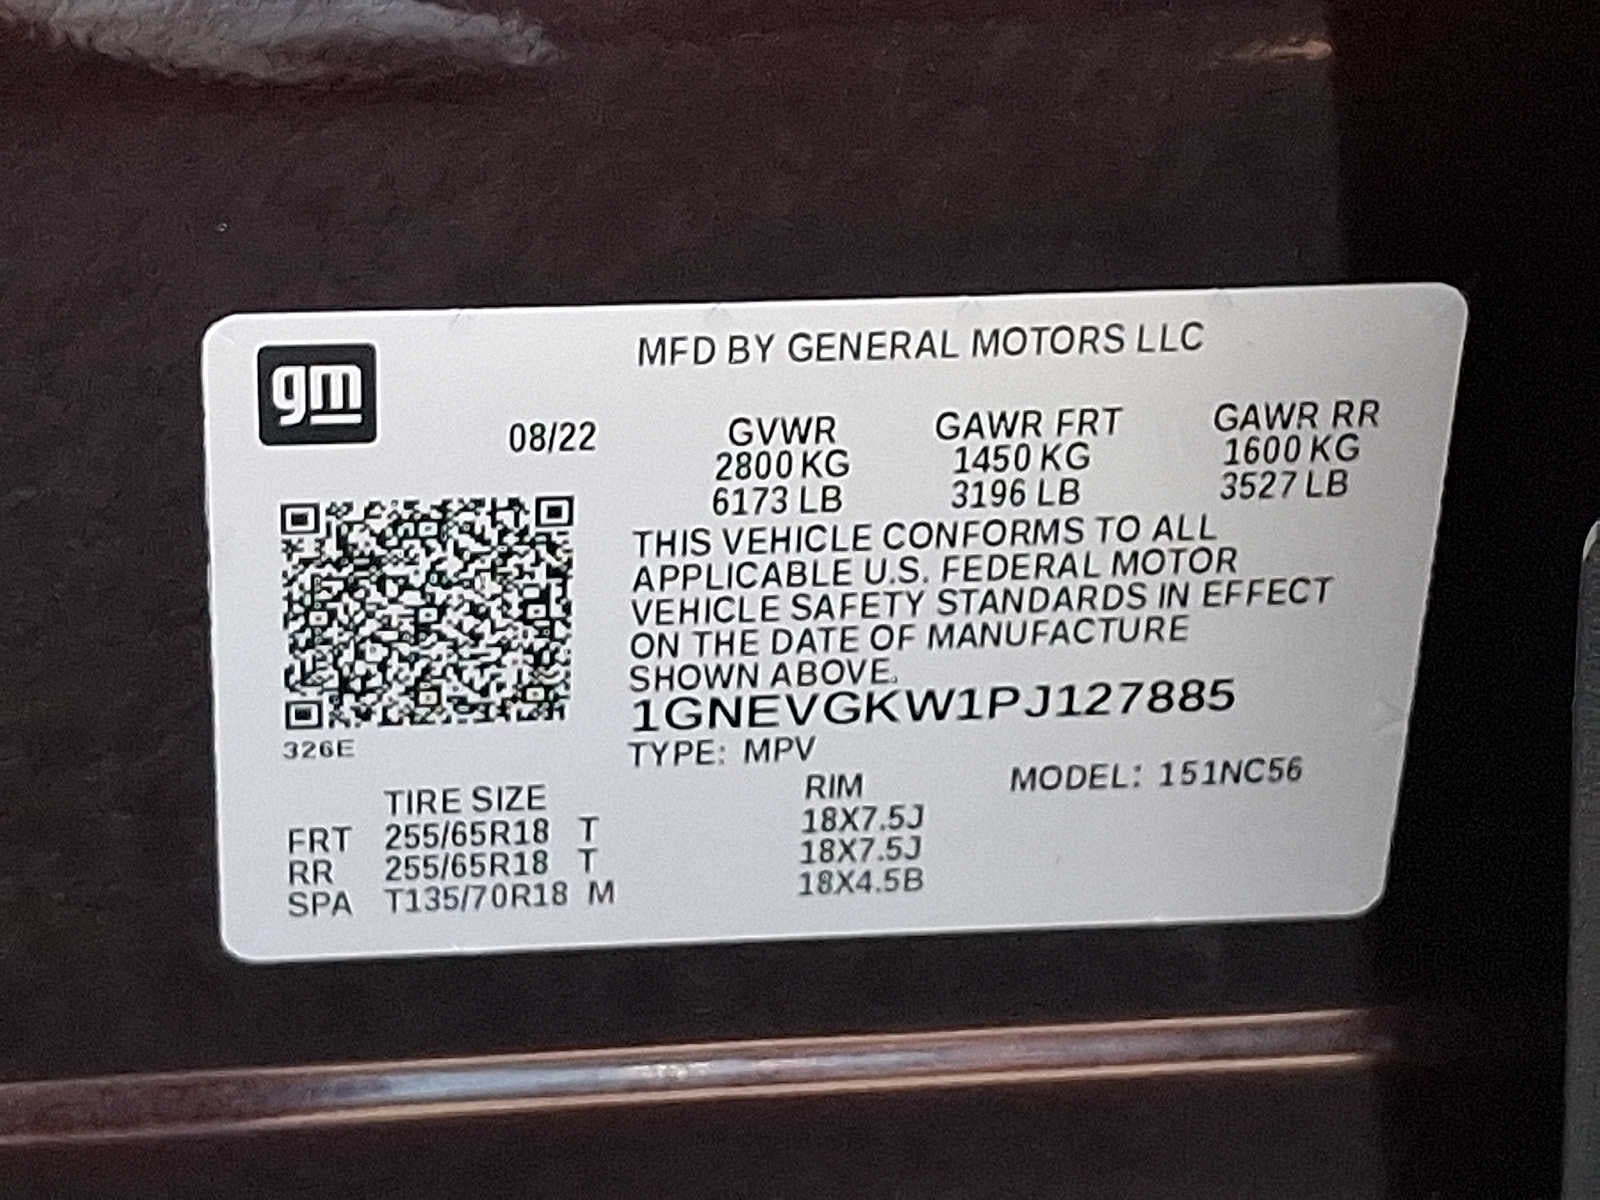 gm
MFD BY GENERAL MOTORS LLC
08/22 GVWR GAWR FRT GAWR RR
2800 KG 1450 KG 1600 KG
6173 LB 3196 LB 3527 LB
THIS VEHICLE CONFORMS TO ALL
APPLICABLE U.S. FEDERAL MOTOR
VEHICLE SAFETY STANDARDS IN EFFECT
ON THE DATE OF MANUFACTURE
SHOWN ABOVE.
1GNEVGKW1PJ127885
326E
TYPE: MPV MODEL: 151NC56
TIRE SIZE RIM
FRT 255/65R18 T 18X7.5J
RR 255/65R18 T 18X7.5J
SPA T135/70R18 M 18X4.5B